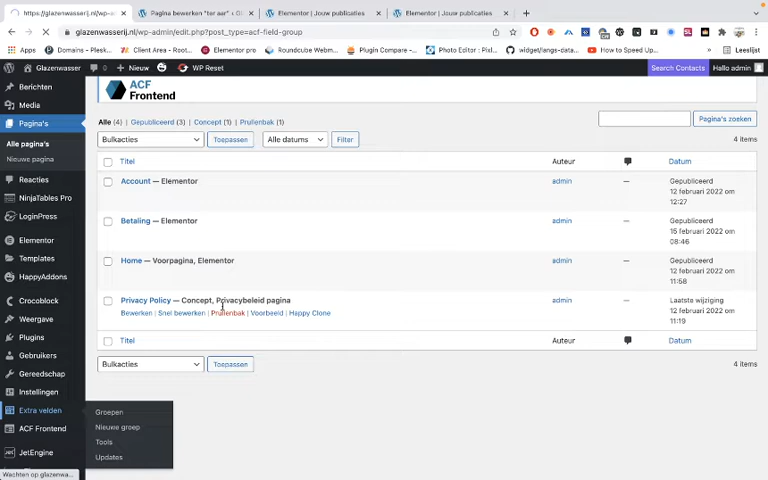 glazenwasserij.nl/wp-ad
Pagina bewerken "ter aar" ‹ G
Elementor | Jouw publicaties
Elementor | Jouw publicaties
glazenwasserij.nl/wp-admin/edit.php?post_type=acf-field-group
Apps
Domains – Plesk...
Client Area - Root...
Elementor pro
Roundcube Webm...
Plugin Compare -...
Photo Editor : Pixl...
widget/langs-data...
How to Speed Up...
Leeslijst
Glazenwasser
0
Nieuw
WP Reset
Search Contacts
Hallo admin
Berichten
Media
Pagina's
Alle pagina's
Nieuwe pagina
Reacties
NinjaTables Pro
LoginPress
Elementor
Templates
HappyAddons
Crocoblock
Weergave
Plugins
Gebruikers
Gereedschap
Instellingen
Extra velden
ACF Frontend
JetEngine
Groepen
Nieuwe groep
Tools
Updates
Wachten op glazenwa...
ACF
Frontend
Alle (4) | Gepubliceerd (3) | Concept (1) | Prullenbak (1)
Pagina's zoeken
Bulkacties
Toepassen
Alle datums
Filter
4 items
Titel
Auteur
Datum
Account — Elementor
admin
—
Gepubliceerd
12 februari 2022 om
12:27
Betaling — Elementor
admin
—
Gepubliceerd
15 februari 2022 om
08:46
Home — Voorpagina, Elementor
admin
—
Gepubliceerd
12 februari 2022 om
11:58
Privacy Policy — Concept, Privacybeleid pagina
Bewerken | Snel bewerken | Prullenbak | Voorbeeld | Happy Clone
admin
—
Laatste wijziging
12 februari 2022 om
11:19
Titel
Auteur
Datum
Bulkacties
Toepassen
4 items